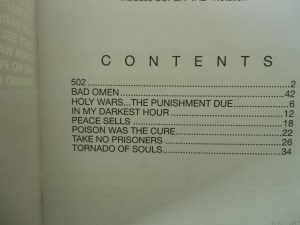 CONTENTS
502 2
BAD OMEN 42
HOLY WARS...THE PUNISHMENT DUE 6
IN MY DARKEST HOUR 12
PEACE SELLS 18
POISON WAS THE CURE 22
TAKE NO PRISONERS 26
TORNADO OF SOULS 34